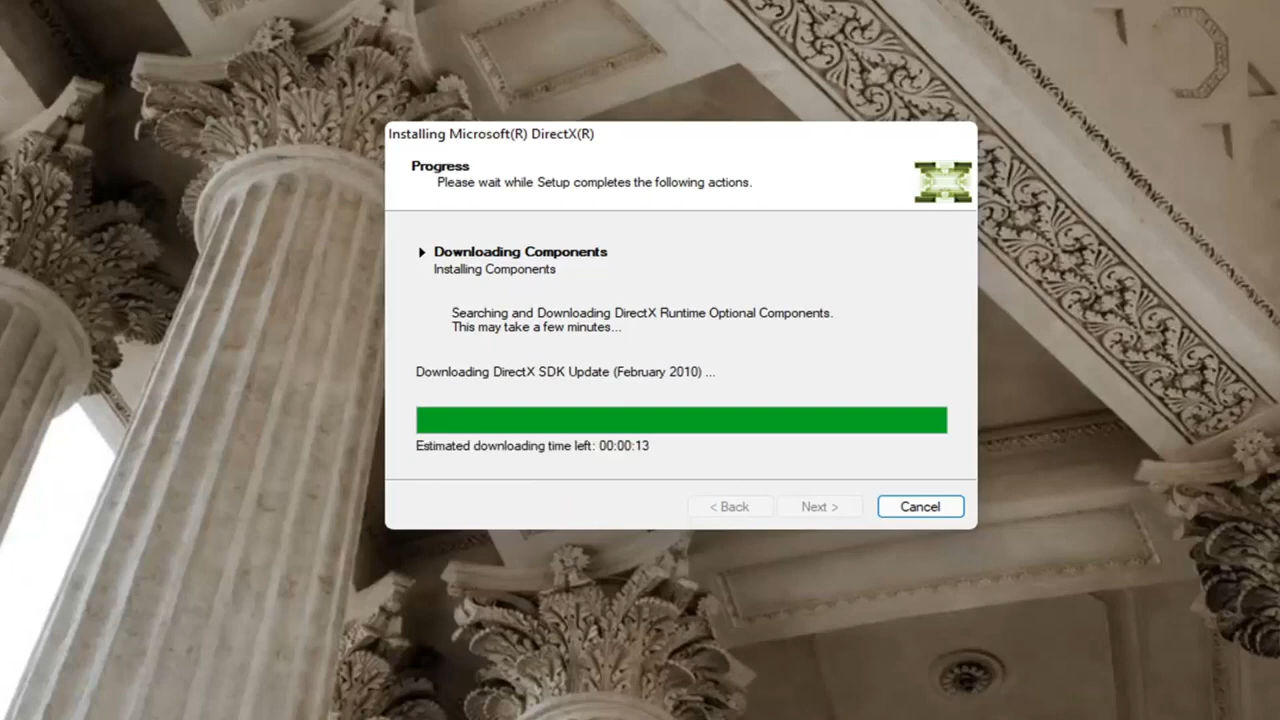 Installing Microsoft(R) DirectX(R)
Progress
Please wait while Setup completes the following actions.
Downloading Components
Installing Components
Searching and Downloading DirectX Runtime Optional Components.
This may take a few minutes...
Downloading DirectX SDK Update (February 2010) ...
Estimated downloading time left: 00:00:13
< Back Next > Cancel